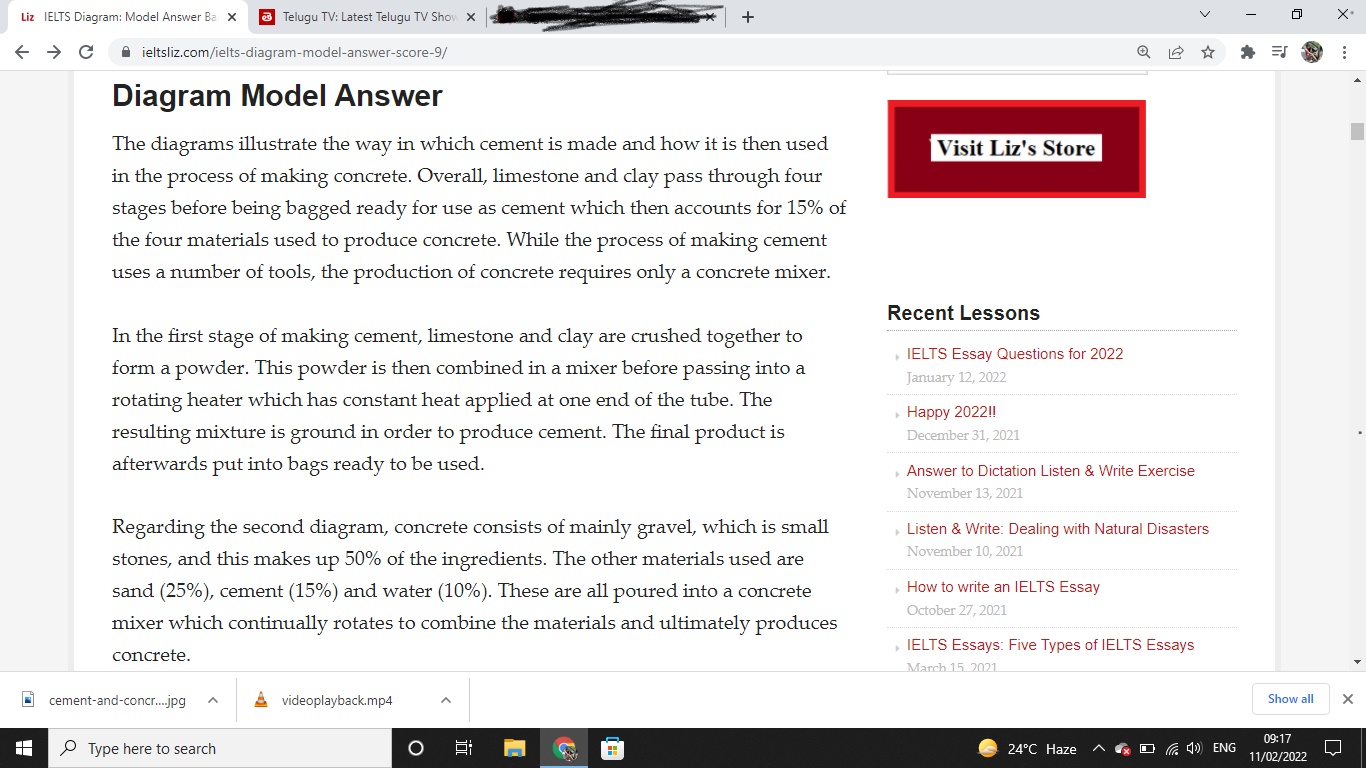 Liz IELTS Diagram: Model Answer Ba
Telugu TV: Latest Telugu TV Show
ieltsliz.com/ielts-diagram-model-answer-score-9/
Diagram Model Answer
The diagrams illustrate the way in which cement is made and how it is then used
in the process of making concrete. Overall, limestone and clay pass through four
stages before being bagged ready for use as cement which then accounts for 15% of
the four materials used to produce concrete. While the process of making cement
uses a number of tools, the production of concrete requires only a concrete mixer.
In the first stage of making cement, limestone and clay are crushed together to
form a powder. This powder is then combined in a mixer before passing into a
rotating heater which has constant heat applied at one end of the tube. The
resulting mixture is ground in order to produce cement. The final product is
afterwards put into bags ready to be used.
Regarding the second diagram, concrete consists of mainly gravel, which is small
stones, and this makes up 50% of the ingredients. The other materials used are
sand (25%), cement (15%) and water (10%). These are all poured into a concrete
mixer which continually rotates to combine the materials and ultimately produces
concrete.
Visit Liz's Store
Recent Lessons
IELTS Essay Questions for 2022
January 12, 2022
Happy 2022!!
December 31, 2021
Answer to Dictation Listen & Write Exercise
November 13, 2021
Listen & Write: Dealing with Natural Disasters
November 10, 2021
How to write an IELTS Essay
October 27, 2021
IELTS Essays: Five Types of IELTS Essays
March 15, 2021
cement-and-concr....jpg
videoplayback.mp4
Show all
Type here to search
24°C Haze
ENG
09:17
11/02/2022